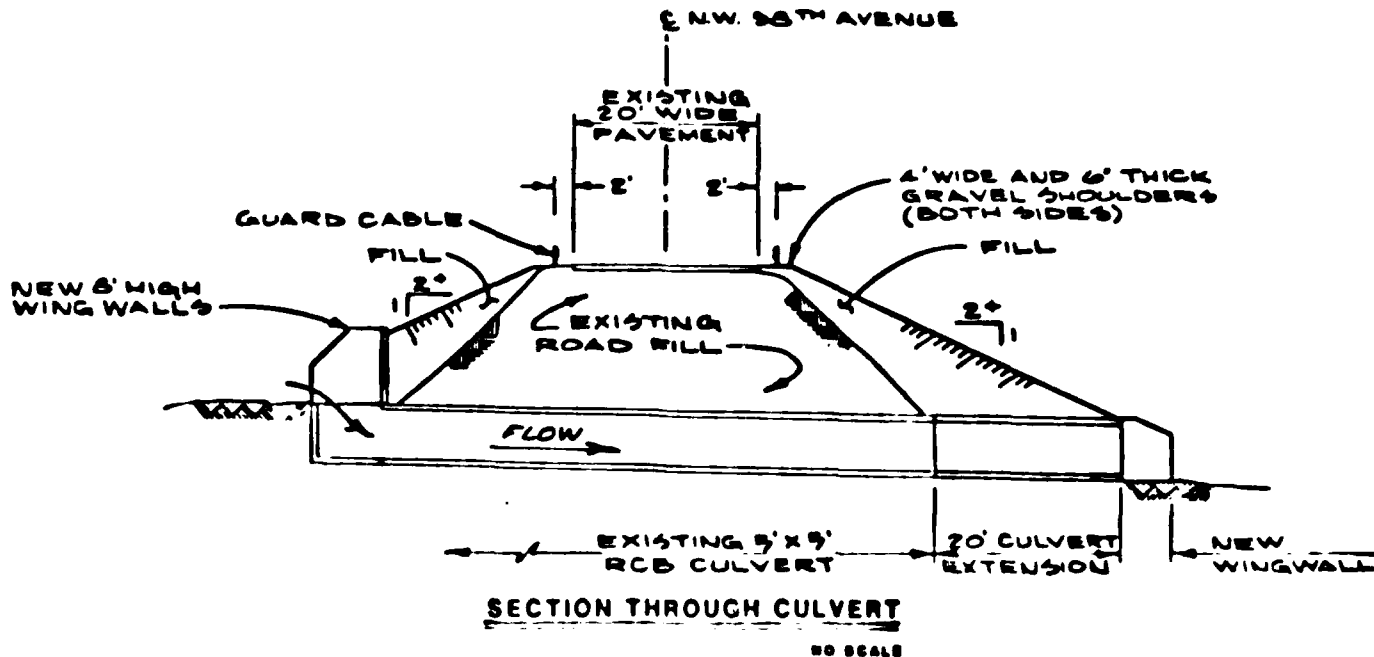 ℄ N.W. 98TH AVENUE
EXISTING
20' WIDE
PAVEMENT
2'
2'
4' WIDE AND 6" THICK
GRAVEL SHOULDERS
(BOTH SIDES)
GUARD CABLE
FILL
FILL
NEW 8' HIGH
WING WALLS
1
2+
2+
1
EXISTING
ROAD FILL
FLOW
EXISTING 5' X 5'
RCB CULVERT
20' CULVERT
EXTENSION
NEW
WINGWALL
SECTION THROUGH CULVERT
NO SCALE